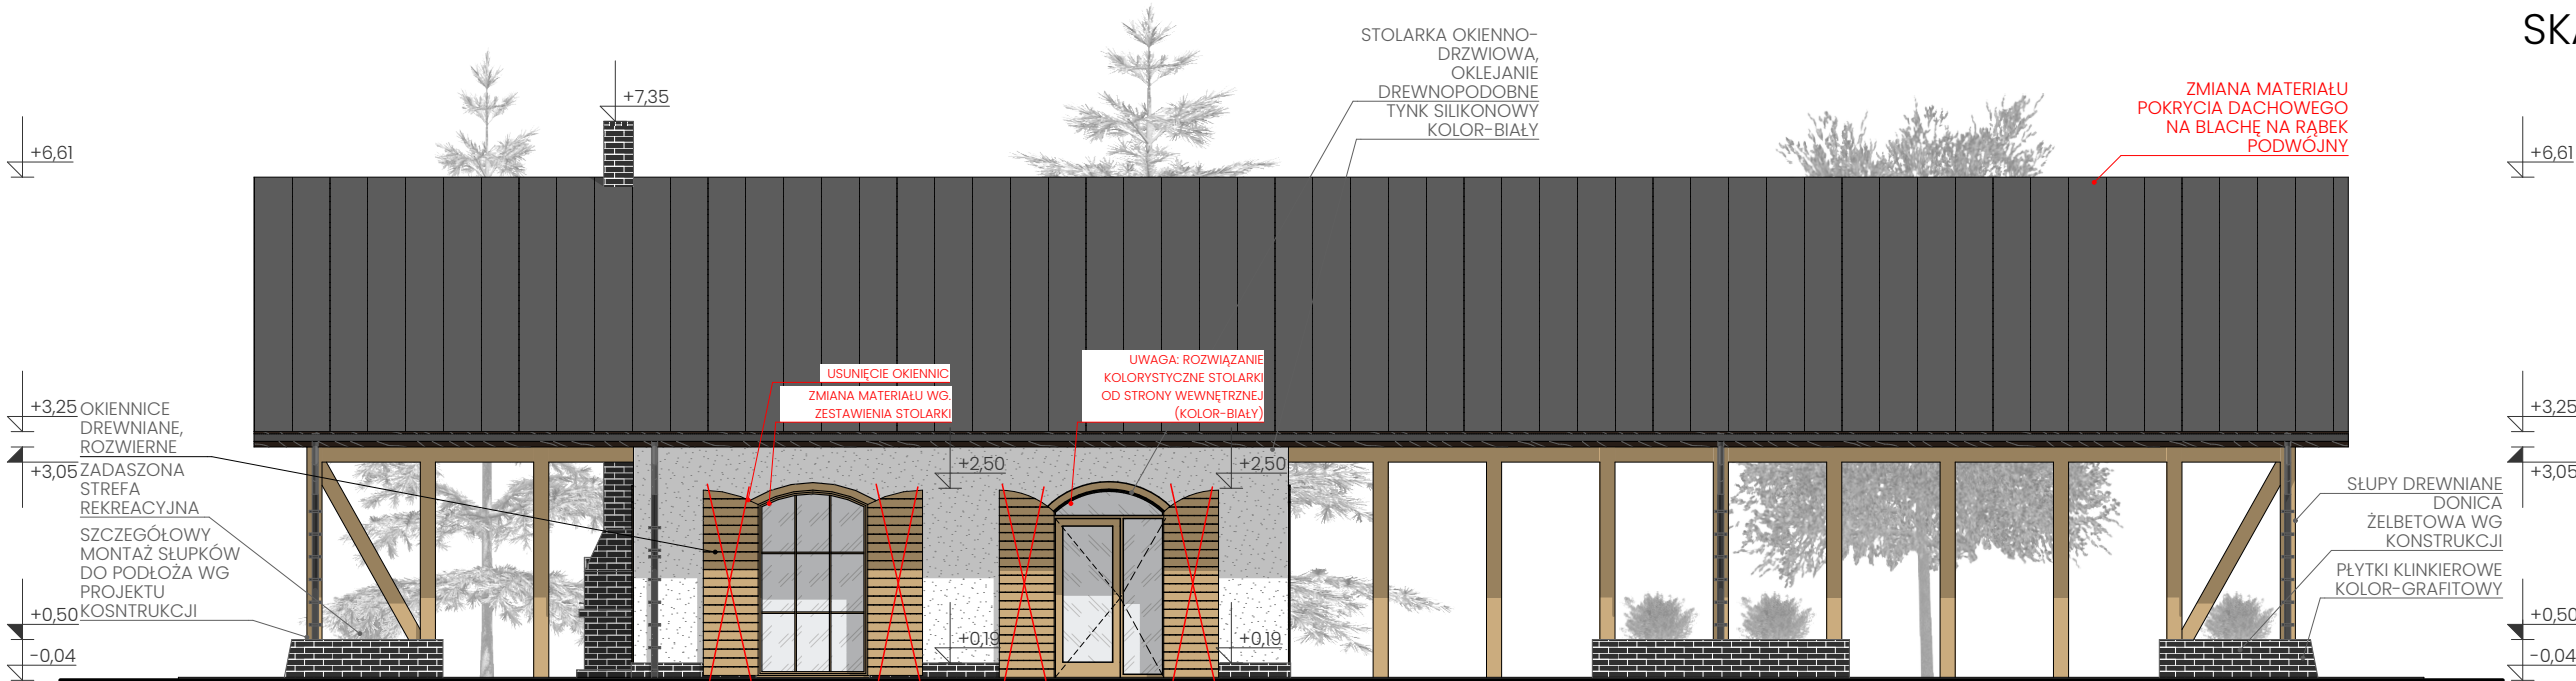 SKA
STOLARKA OKIENNO-
DRZWIOWA,
OKLEJANIE
DREWNOPODOBNE
TYNK SILIKONOWY
KOLOR-BIAŁY
ZMIANA MATERIAŁU
POKRYCIA DACHOWEGO
NA BLACHĘ NA RĄBEK
PODWÓJNY
+7,35
+6,61
+6,61
USUNIĘCIE OKIENNIC
ZMIANA MATERIAŁU WG.
ZESTAWIENIA STOLARKI
UWAGA: ROZWIĄZANIE
KOLORYSTYCZNE STOLARKI
OD STRONY WEWNĘTRZNEJ
(KOLOR-BIAŁY)
+3,25
OKIENNICE
DREWNIANE,
ROZWIERNE
+3,05
ZADASZONA
STREFA
REKREACYJNA
SZCZEGÓŁOWY
MONTAŻ SŁUPKÓW
DO PODŁOŻA WG
PROJEKTU
KOSNTRUKCJI
+0,50
-0,04
+2,50
+2,50
+0,19
+0,19
+3,25
+3,05
SŁUPY DREWNIANE
DONICA
ŻELBETOWA WG
KONSTRUKCJI
PŁYTKI KLINKIEROWE
KOLOR-GRAFITOWY
+0,50
-0,04